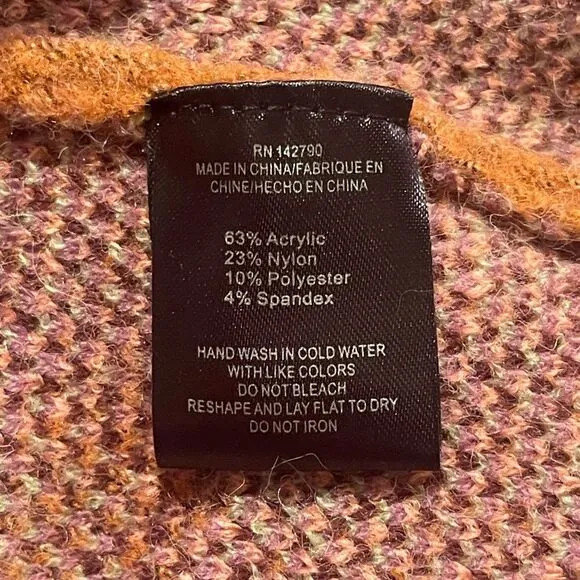 RN 142790
MADE IN CHINA/FABRIQUE EN
CHINE/HECHO EN CHINA
63% Acrylic
23% Nylon
10% Polyester
4% Spandex
HAND WASH IN COLD WATER
WITH LIKE COLORS
DO NOT BLEACH
RESHAPE AND LAY FLAT TO DRY
DO NOT IRON